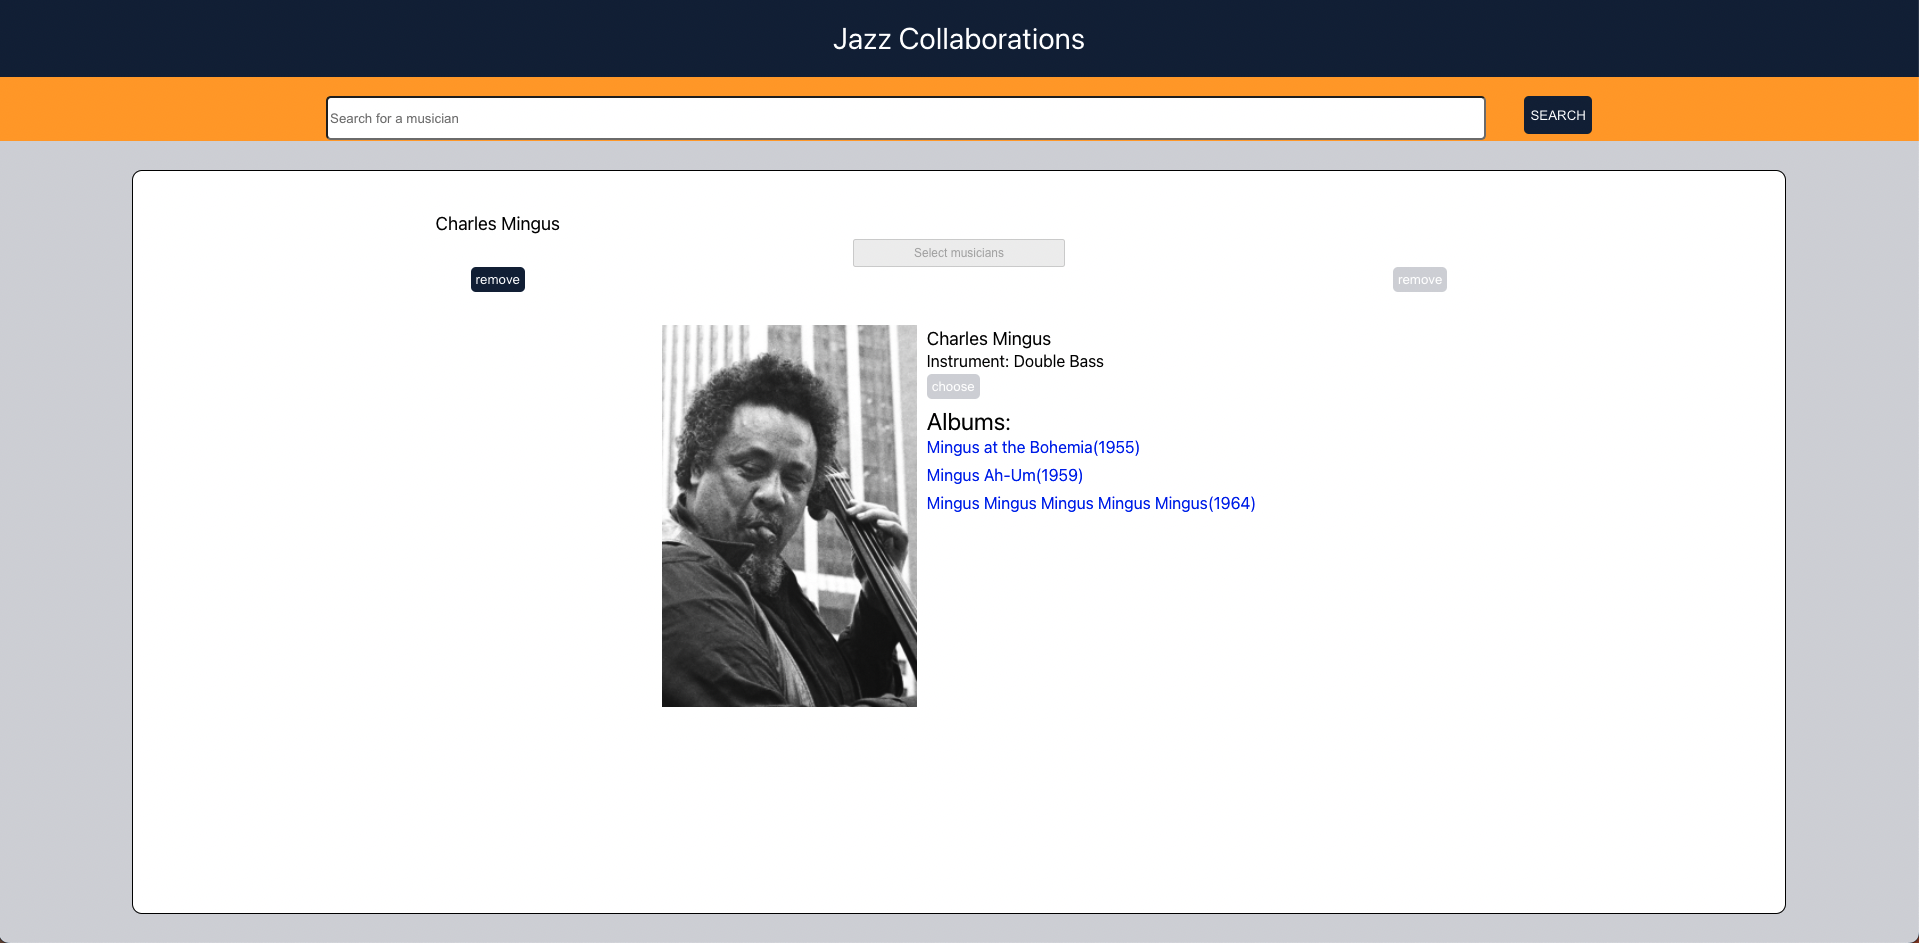 Jazz Collaborations
Search for a musician
SEARCH
Charles Mingus
Select musicians
remove
remove
Charles Mingus
Instrument: Double Bass
choose
Albums:
Mingus at the Bohemia(1955)
Mingus Ah-Um(1959)
Mingus Mingus Mingus Mingus Mingus(1964)